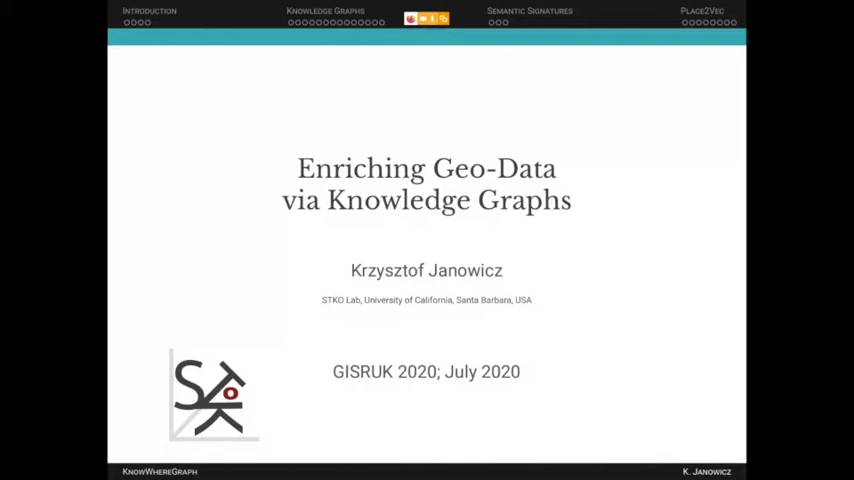 Introduction
Knowledge Graphs
Semantic Signatures
Place2Vec
Enriching Geo-Data
via Knowledge Graphs
Krzysztof Janowicz
STKO Lab, University of California, Santa Barbara, USA
GISRUK 2020; July 2020
STKO
KnowWhereGraph
K. Janowicz